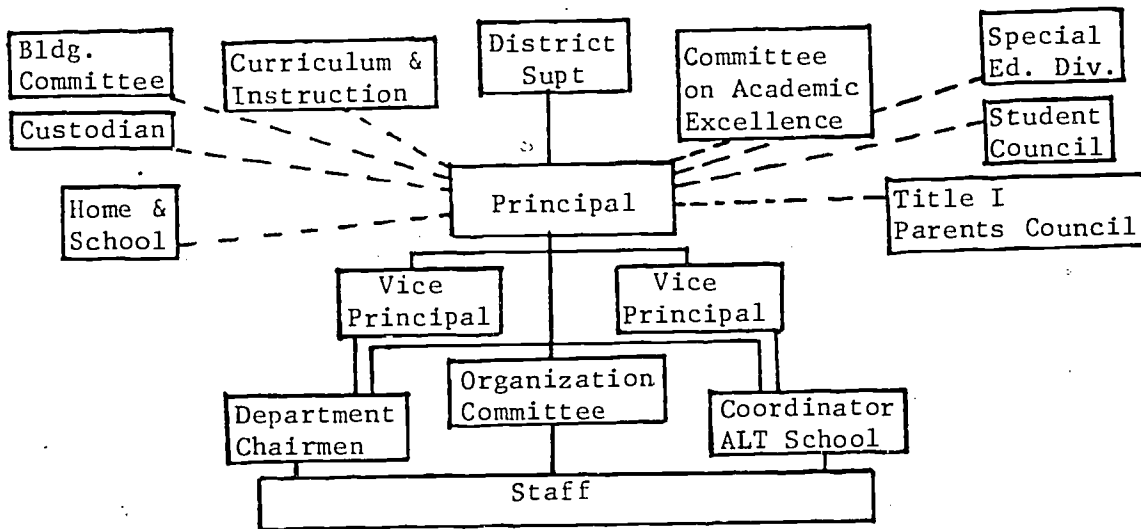 Bldg.
Committee
Curriculum &
Instruction
District
Supt
Committee
on Academic
Excellence
Special
Ed. Div.
Custodian
Student
Council
Home &
School
Principal
Title I
Parents Council
Vice
Principal
Vice
Principal
Department
Chairmen
Organization
Committee
Coordinator
ALT School
Staff